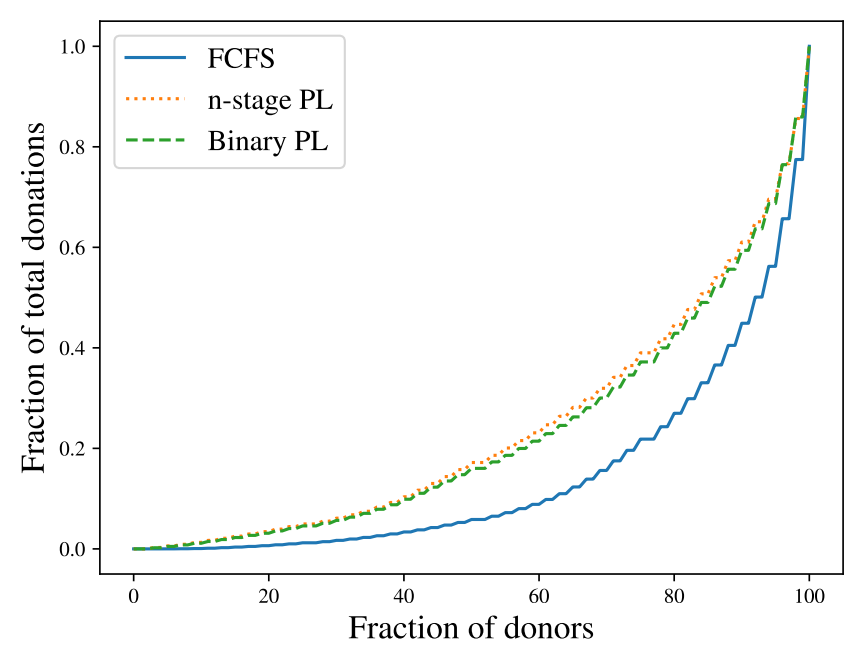 FCFS
n-stage PL
Binary PL
1.0
0.8
0.6
0.4
0.2
0.0
Fraction of total donations
0 20 40 60 80 100
Fraction of donors